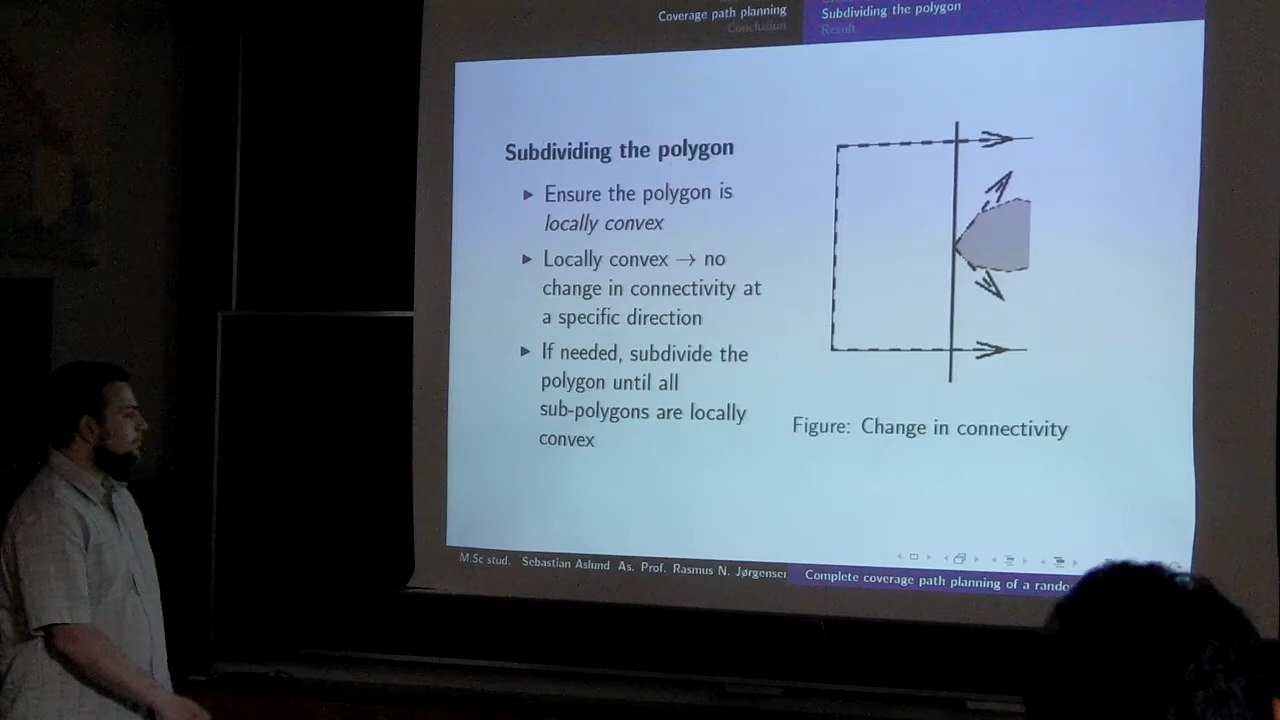 Coverage path planning
Conclusion
Subdividing the polygon
Result
Subdividing the polygon
Ensure the polygon is
locally convex
Locally convex → no
change in connectivity at
a specific direction
If needed, subdivide the
polygon until all
sub-polygons are locally
convex
Figure: Change in connectivity
M.Sc stud. Sebastian Aslund As. Prof. Rasmus N. Jørgensen
Complete coverage path planning of a rando